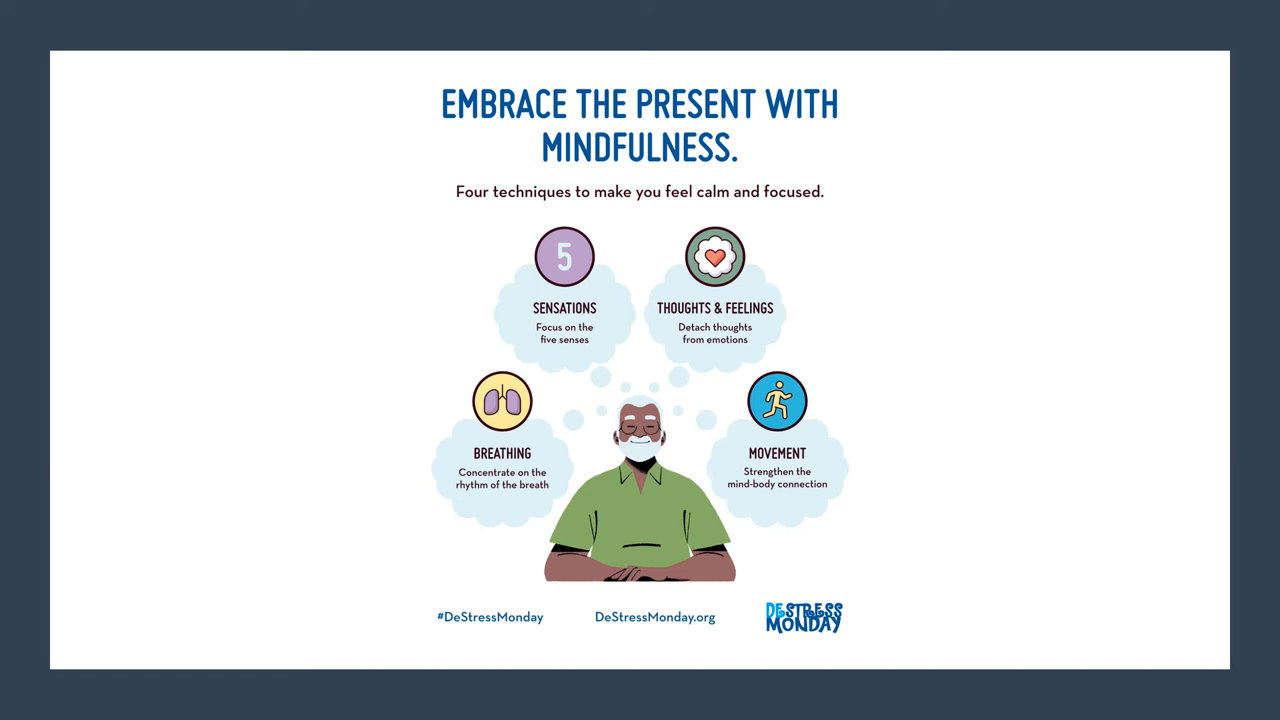 EMBRACE THE PRESENT WITH
MINDFULNESS.
Four techniques to make you feel calm and focused.
5
SENSATIONS
Focus on the
five senses
THOUGHTS & FEELINGS
Detach thoughts
from emotions
BREATHING
Concentrate on the
rhythm of the breath
MOVEMENT
Strengthen the
mind-body connection
#DeStressMonday
DeStressMonday.org
DESTRESS
MONDAY